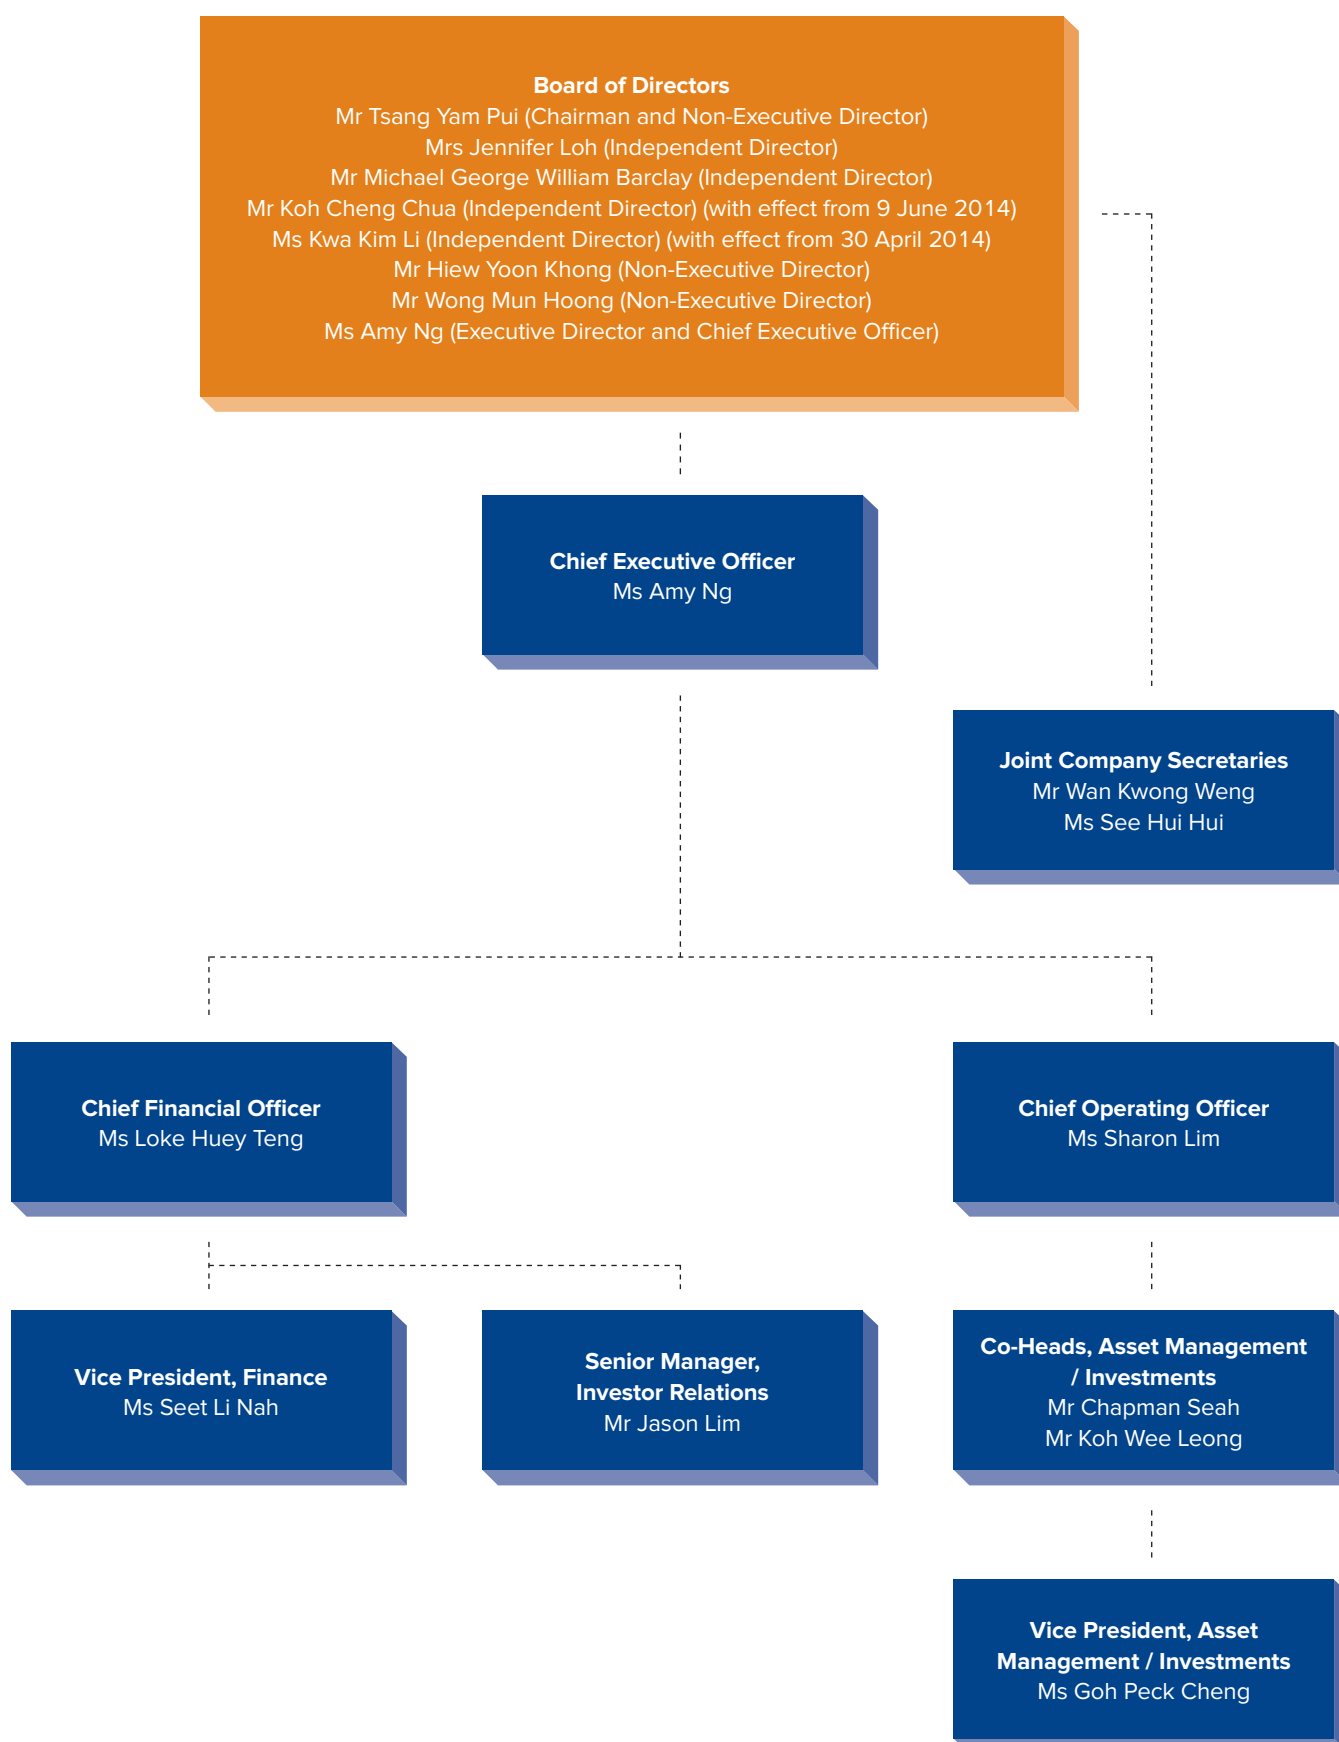 Board of Directors
Mr Tsang Yam Pui (Chairman and Non-Executive Director)
Mrs Jennifer Loh (Independent Director)
Mr Michael George William Barclay (Independent Director)
Mr Koh Cheng Chua (Independent Director) (with effect from 9 June 2014)
Ms Kwa Kim Li (Independent Director) (with effect from 30 April 2014)
Mr Hiew Yoon Khong (Non-Executive Director)
Mr Wong Mun Hoong (Non-Executive Director)
Ms Amy Ng (Executive Director and Chief Executive Officer)
Chief Executive Officer
Ms Amy Ng
Joint Company Secretaries
Mr Wan Kwong Weng
Ms See Hui Hui
Chief Financial Officer
Ms Loke Huey Teng
Chief Operating Officer
Ms Sharon Lim
Vice President, Finance
Ms Seet Li Nah
Senior Manager,
Investor Relations
Mr Jason Lim
Co-Heads, Asset Management
/ Investments
Mr Chapman Seah
Mr Koh Wee Leong
Vice President, Asset
Management / Investments
Ms Goh Peck Cheng